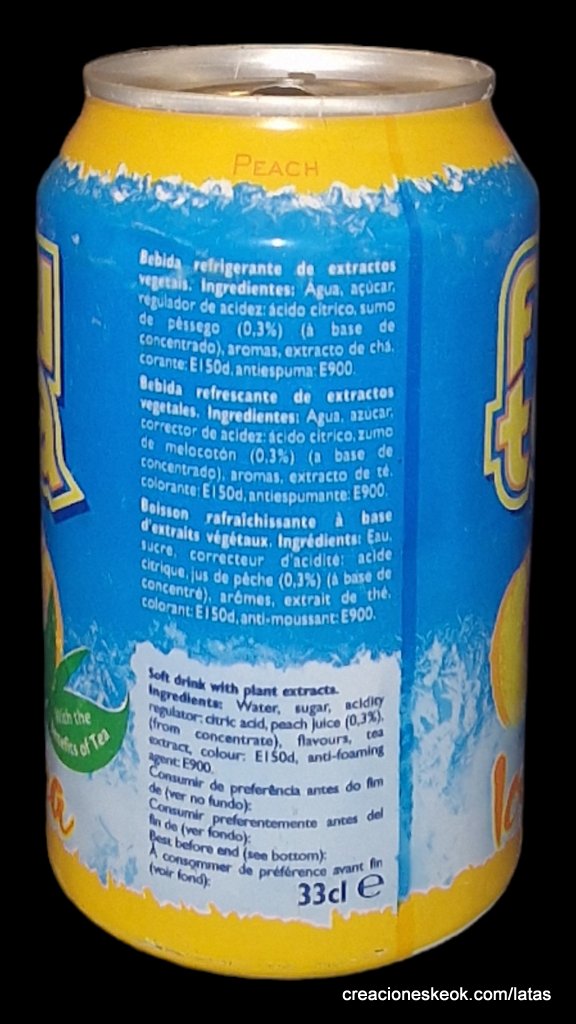 PEACH
Bebida refrigerante de extractos
vegetais. Ingredientes: Água, açúcar,
regulador de acidez: ácido cítrico, sumo
de pêssego (0,3%) (à base de
concentrado), aromas, extracto de chá,
corante: E150d, antiespuma: E900.
Bebida refrescante de extractos
vegetales. Ingredientes: Agua, azúcar,
corrector de acidez: ácido cítrico, zumo
de melocotón (0,3%) (a base de
concentrado), aromas, extracto de té,
colorante: E150d, antiespumante: E900.
Boisson rafraîchissante à base
d'extraits végétaux. Ingrédients: Eau,
sucre, correcteur d'acidité: acide
citrique, jus de pêche (0,3%) (à base de
concentré), arômes, extrait de thé,
colorant: E150d, anti-moussant: E900.
Soft drink with plant extracts.
Ingredients: Water, sugar, acidity
regulator: citric acid, peach juice (0,3%),
(from concentrate), flavours, tea
extract, colour: E150d, anti-foaming
agent: E900.
Consumir de preferência antes do fim
de (ver no fundo):
Consumir preferentemente antes del
fin de (ver fondo):
Best before end (see bottom):
À consommer de préférence avant fin
(voir fond):
33cl e
With the
Benefits of Tea
creacioneskeok.com/latas